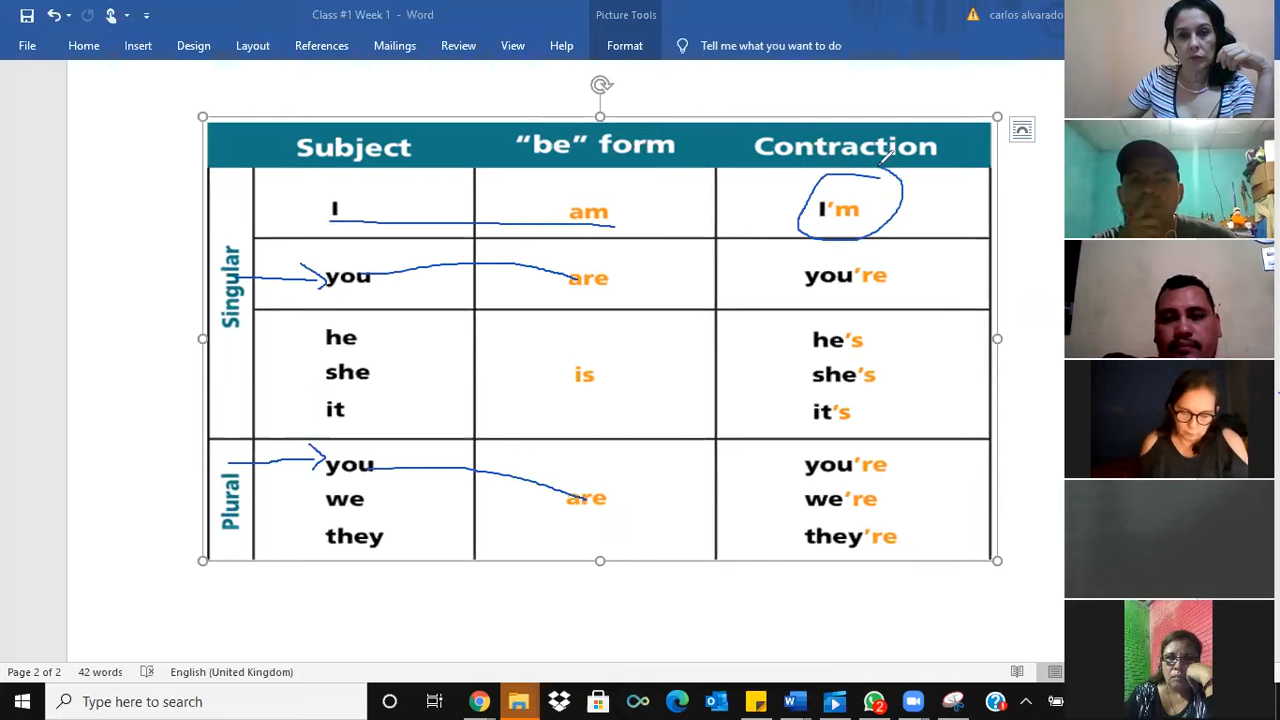 Class #1 Week 1 - Word
Picture Tools
carlos alvarado
File Home Insert Design Layout References Mailings Review View Help Format Tell me what you want to do
Subject "be" form Contraction
Singular
I am I'm
you are you're
he he's
she is she's
it it's
Plural
you you're
we are we're
they they're
Page 2 of 2 42 words English (United Kingdom)
Type here to search
2